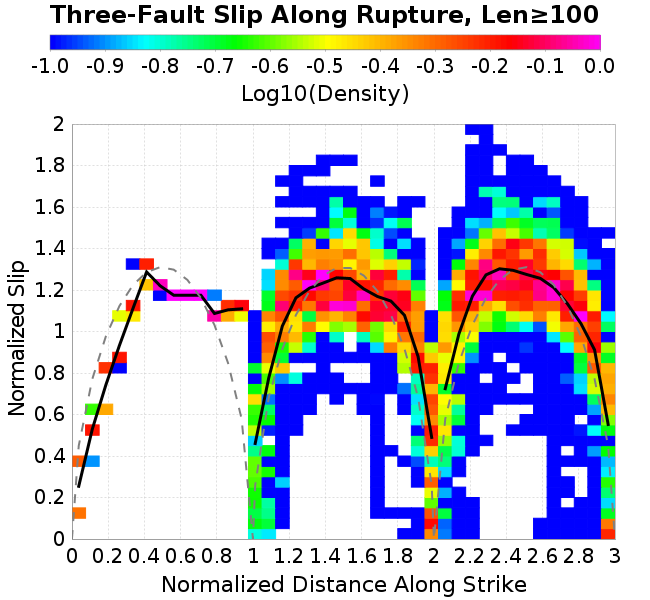 Three-Fault Slip Along Rupture, Len≥100
-1.0 -0.9 -0.8 -0.7 -0.6 -0.5 -0.4 -0.3 -0.2 -0.1 0.0
Log10(Density)
2
1.8
1.6
1.4
1.2
1
0.8
0.6
0.4
0.2
0
Normalized Slip
0 0.2 0.4 0.6 0.8 1 1.2 1.4 1.6 1.8 2 2.2 2.4 2.6 2.8 3
Normalized Distance Along Strike